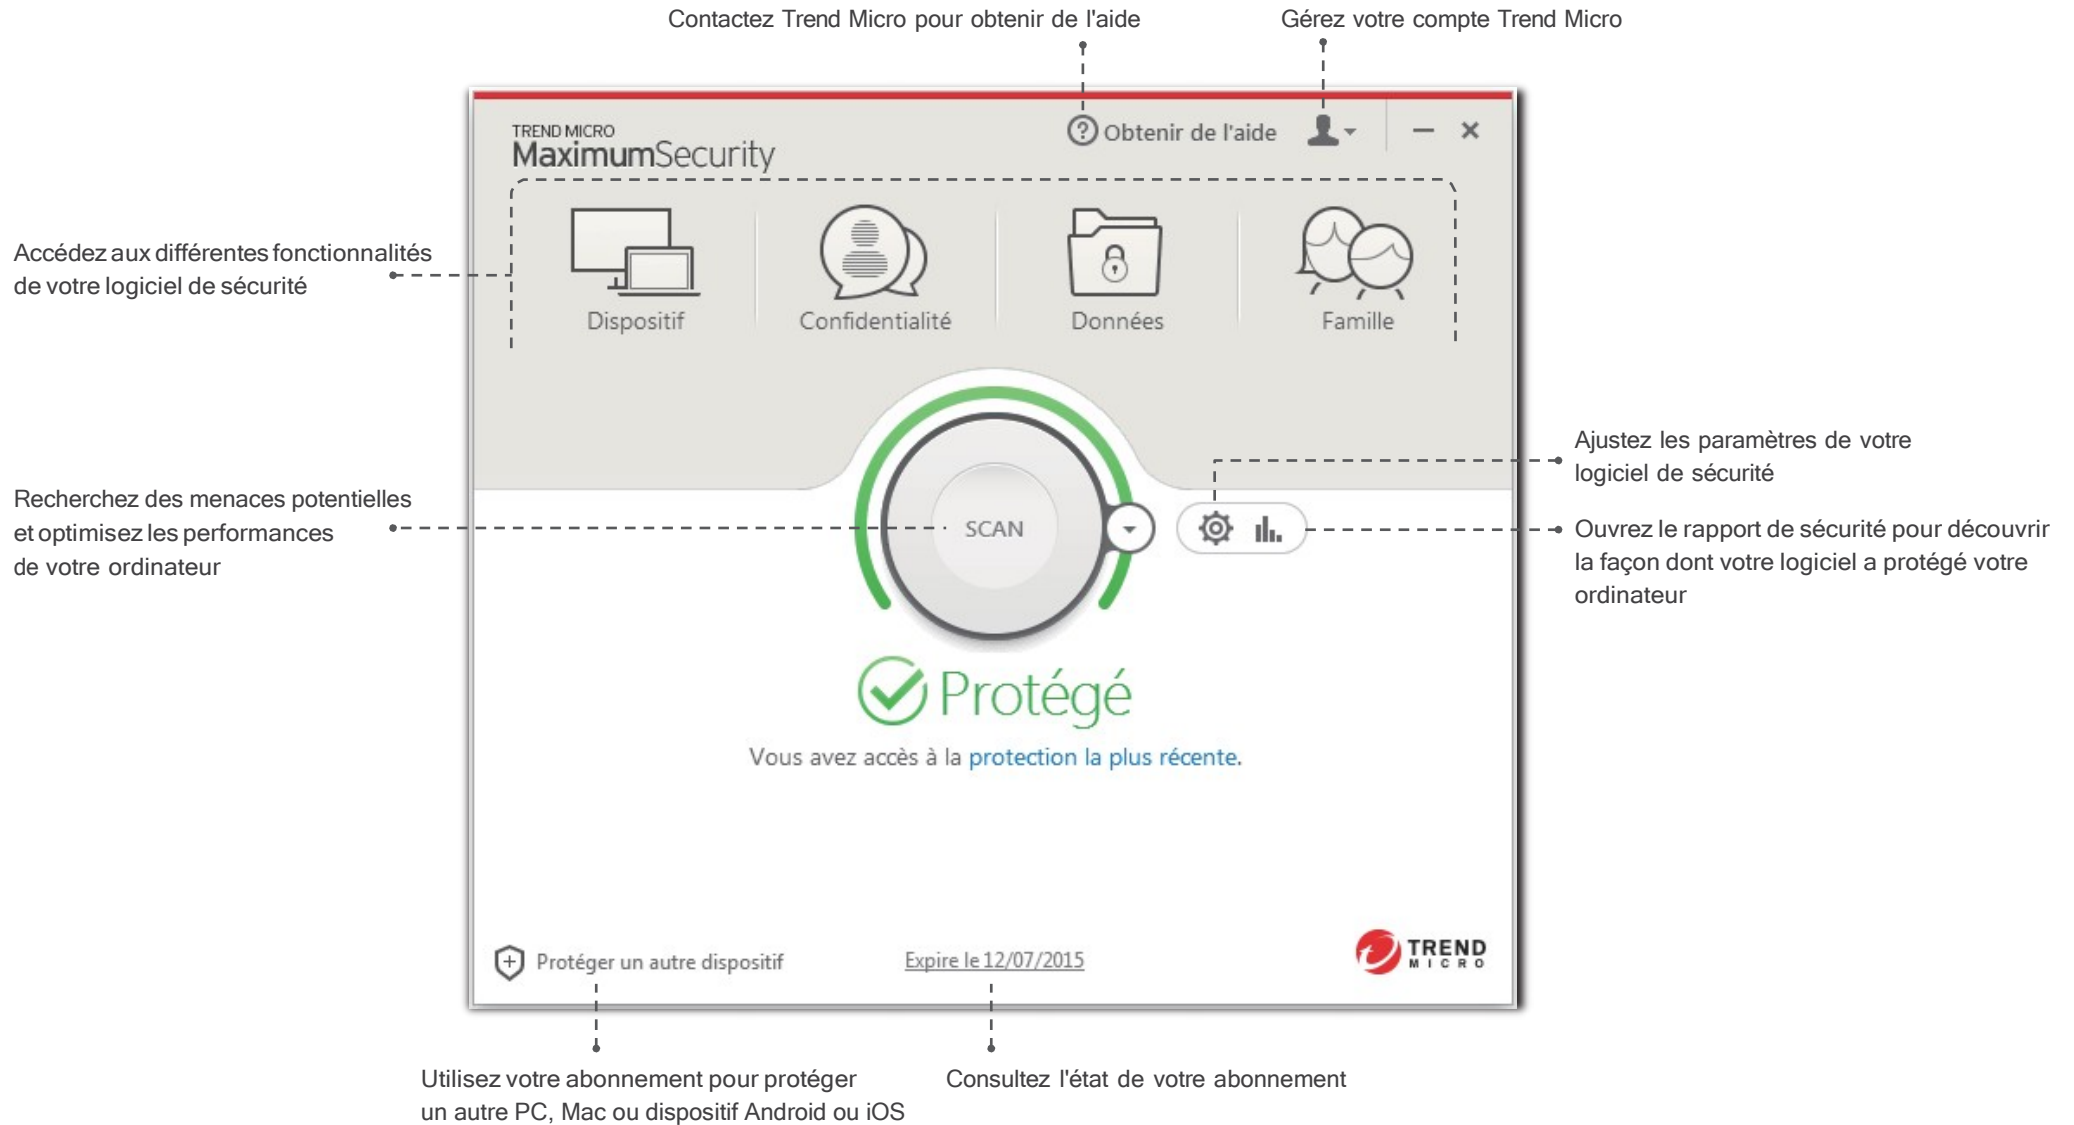 Contactez Trend Micro pour obtenir de l'aide
Gérez votre compte Trend Micro
TREND MICRO
MaximumSecurity
Obtenir de l'aide
Accédez aux différentes fonctionnalités
de votre logiciel de sécurité
Dispositif
Confidentialité
Données
Famille
Recherchez des menaces potentielles
et optimisez les performances
de votre ordinateur
SCAN
Ajustez les paramètres de votre
logiciel de sécurité
Ouvrez le rapport de sécurité pour découvrir
la façon dont votre logiciel a protégé votre
ordinateur
Protégé
Vous avez accès à la protection la plus récente.
Protéger un autre dispositif
Expire le 12/07/2015
TREND
MICRO
Utilisez votre abonnement pour protéger
un autre PC, Mac ou dispositif Android ou iOS
Consultez l'état de votre abonnement